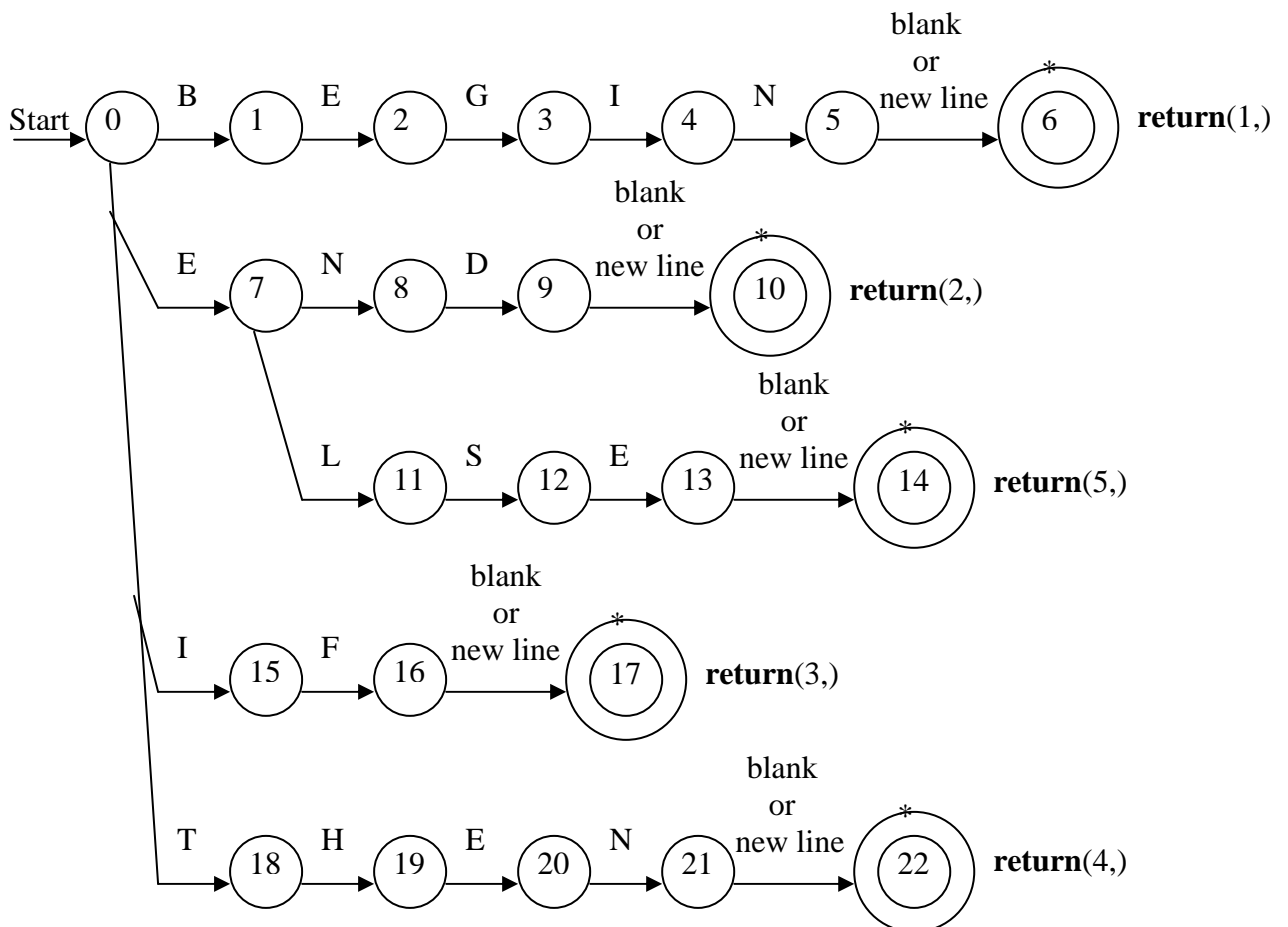 blank
or
new line
*
B E G I N
Start 0 1 2 3 4 5 6 return(1,)
blank
or
new line
*
E N D
7 8 9 10 return(2,)
blank
or
new line
*
L S E
11 12 13 14 return(5,)
blank
or
new line
*
I F
15 16 17 return(3,)
blank
or
new line
*
T H E N
18 19 20 21 22 return(4,)